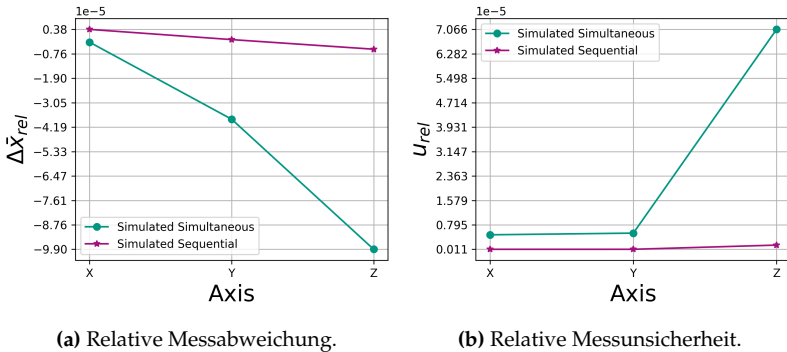 1e−5
0.38
−0.76
−1.90
−3.05
−4.19
−5.33
−6.47
−7.61
−8.76
−9.90
Δx̄rel
Simulated Simultaneous
Simulated Sequential
X
Y
Z
Axis
(a) Relative Messabweichung.
1e−5
7.066
6.282
5.498
4.714
3.931
3.147
2.363
1.579
0.795
0.011
urel
Simulated Simultaneous
Simulated Sequential
X
Y
Z
Axis
(b) Relative Messunsicherheit.